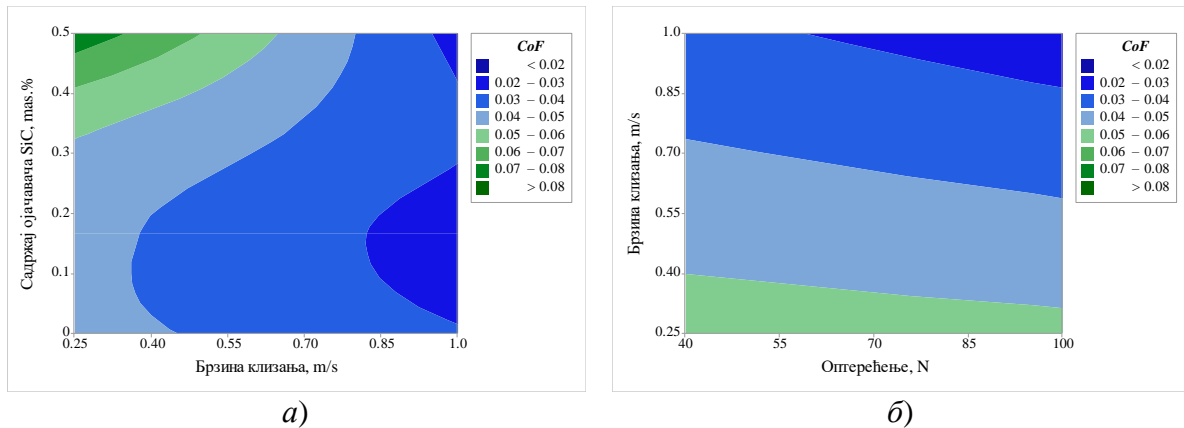 0.5
0.4
0.3
0.2
0.1
0
Садржај ојачавача SiC, mas.%
0.25 0.40 0.55 0.70 0.85 1.0
Брзина клизања, m/s
CoF
< 0.02
0.02 – 0.03
0.03 – 0.04
0.04 – 0.05
0.05 – 0.06
0.06 – 0.07
0.07 – 0.08
> 0.08
а)
1.0
0.85
0.70
0.55
0.40
0.25
Брзина клизања, m/s
40 55 70 85 100
Оптерећење, N
CoF
< 0.02
0.02 – 0.03
0.03 – 0.04
0.04 – 0.05
0.05 – 0.06
0.06 – 0.07
0.07 – 0.08
> 0.08
б)